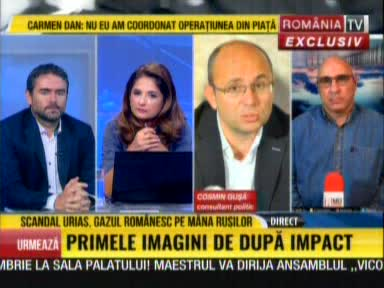 CARMEN DAN: NU EU AM COORDONAT OPERAȚIUNEA DIN PIAȚĂ
ROMÂNIA TV
EXCLUSIV
COSMIN GUȘĂ
consultant politic
SCANDAL URIAȘ, GAZUL ROMÂNESC PE MÂNA RUȘILOR
DIRECT
URMEAZĂ
PRIMELE IMAGINI DE DUPĂ IMPACT
MBRIE LA SALA PALATULUI! MAESTRUL VA DIRIJA ANSAMBLUL ,,VICO